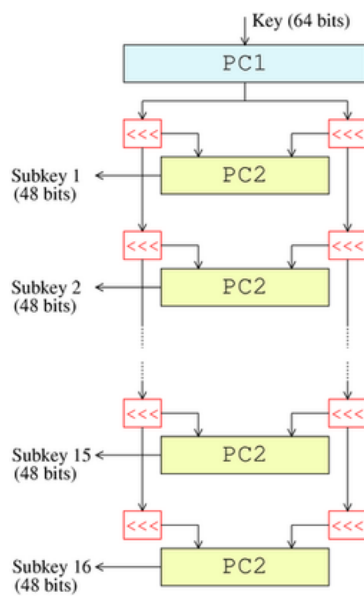 Key (64 bits)
PC1
<<< <<<
Subkey 1
(48 bits)
PC2
<<< <<<
Subkey 2
(48 bits)
PC2
<<< <<<
Subkey 15
(48 bits)
PC2
<<< <<<
Subkey 16
(48 bits)
PC2